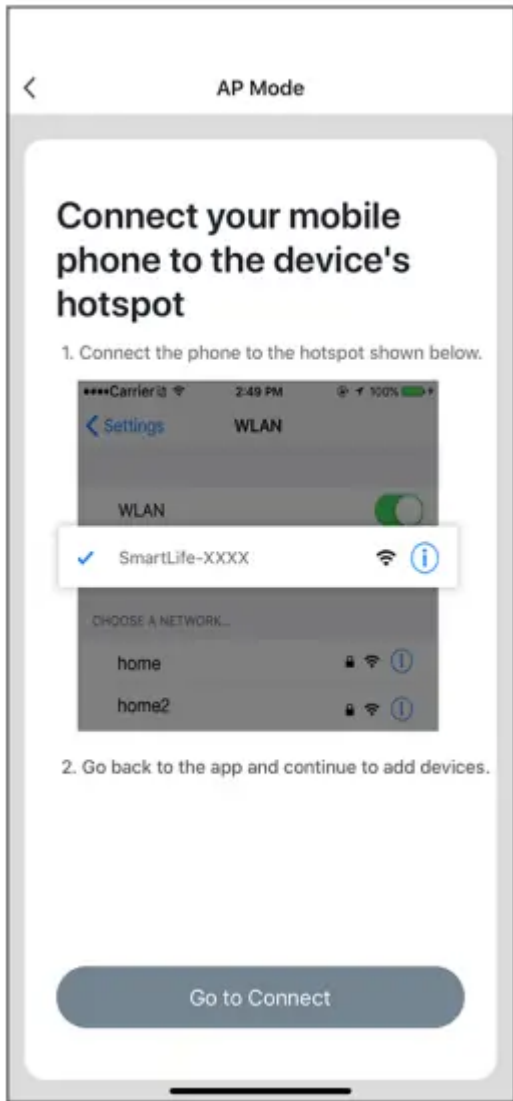 AP Mode
Connect your mobile
phone to the device's
hotspot
1. Connect the phone to the hotspot shown below.
2:49 PM 100%
Settings WLAN
WLAN
SmartLife-XXXX
CHOOSE A NETWORK...
home
home2
2. Go back to the app and continue to add devices.
Go to Connect